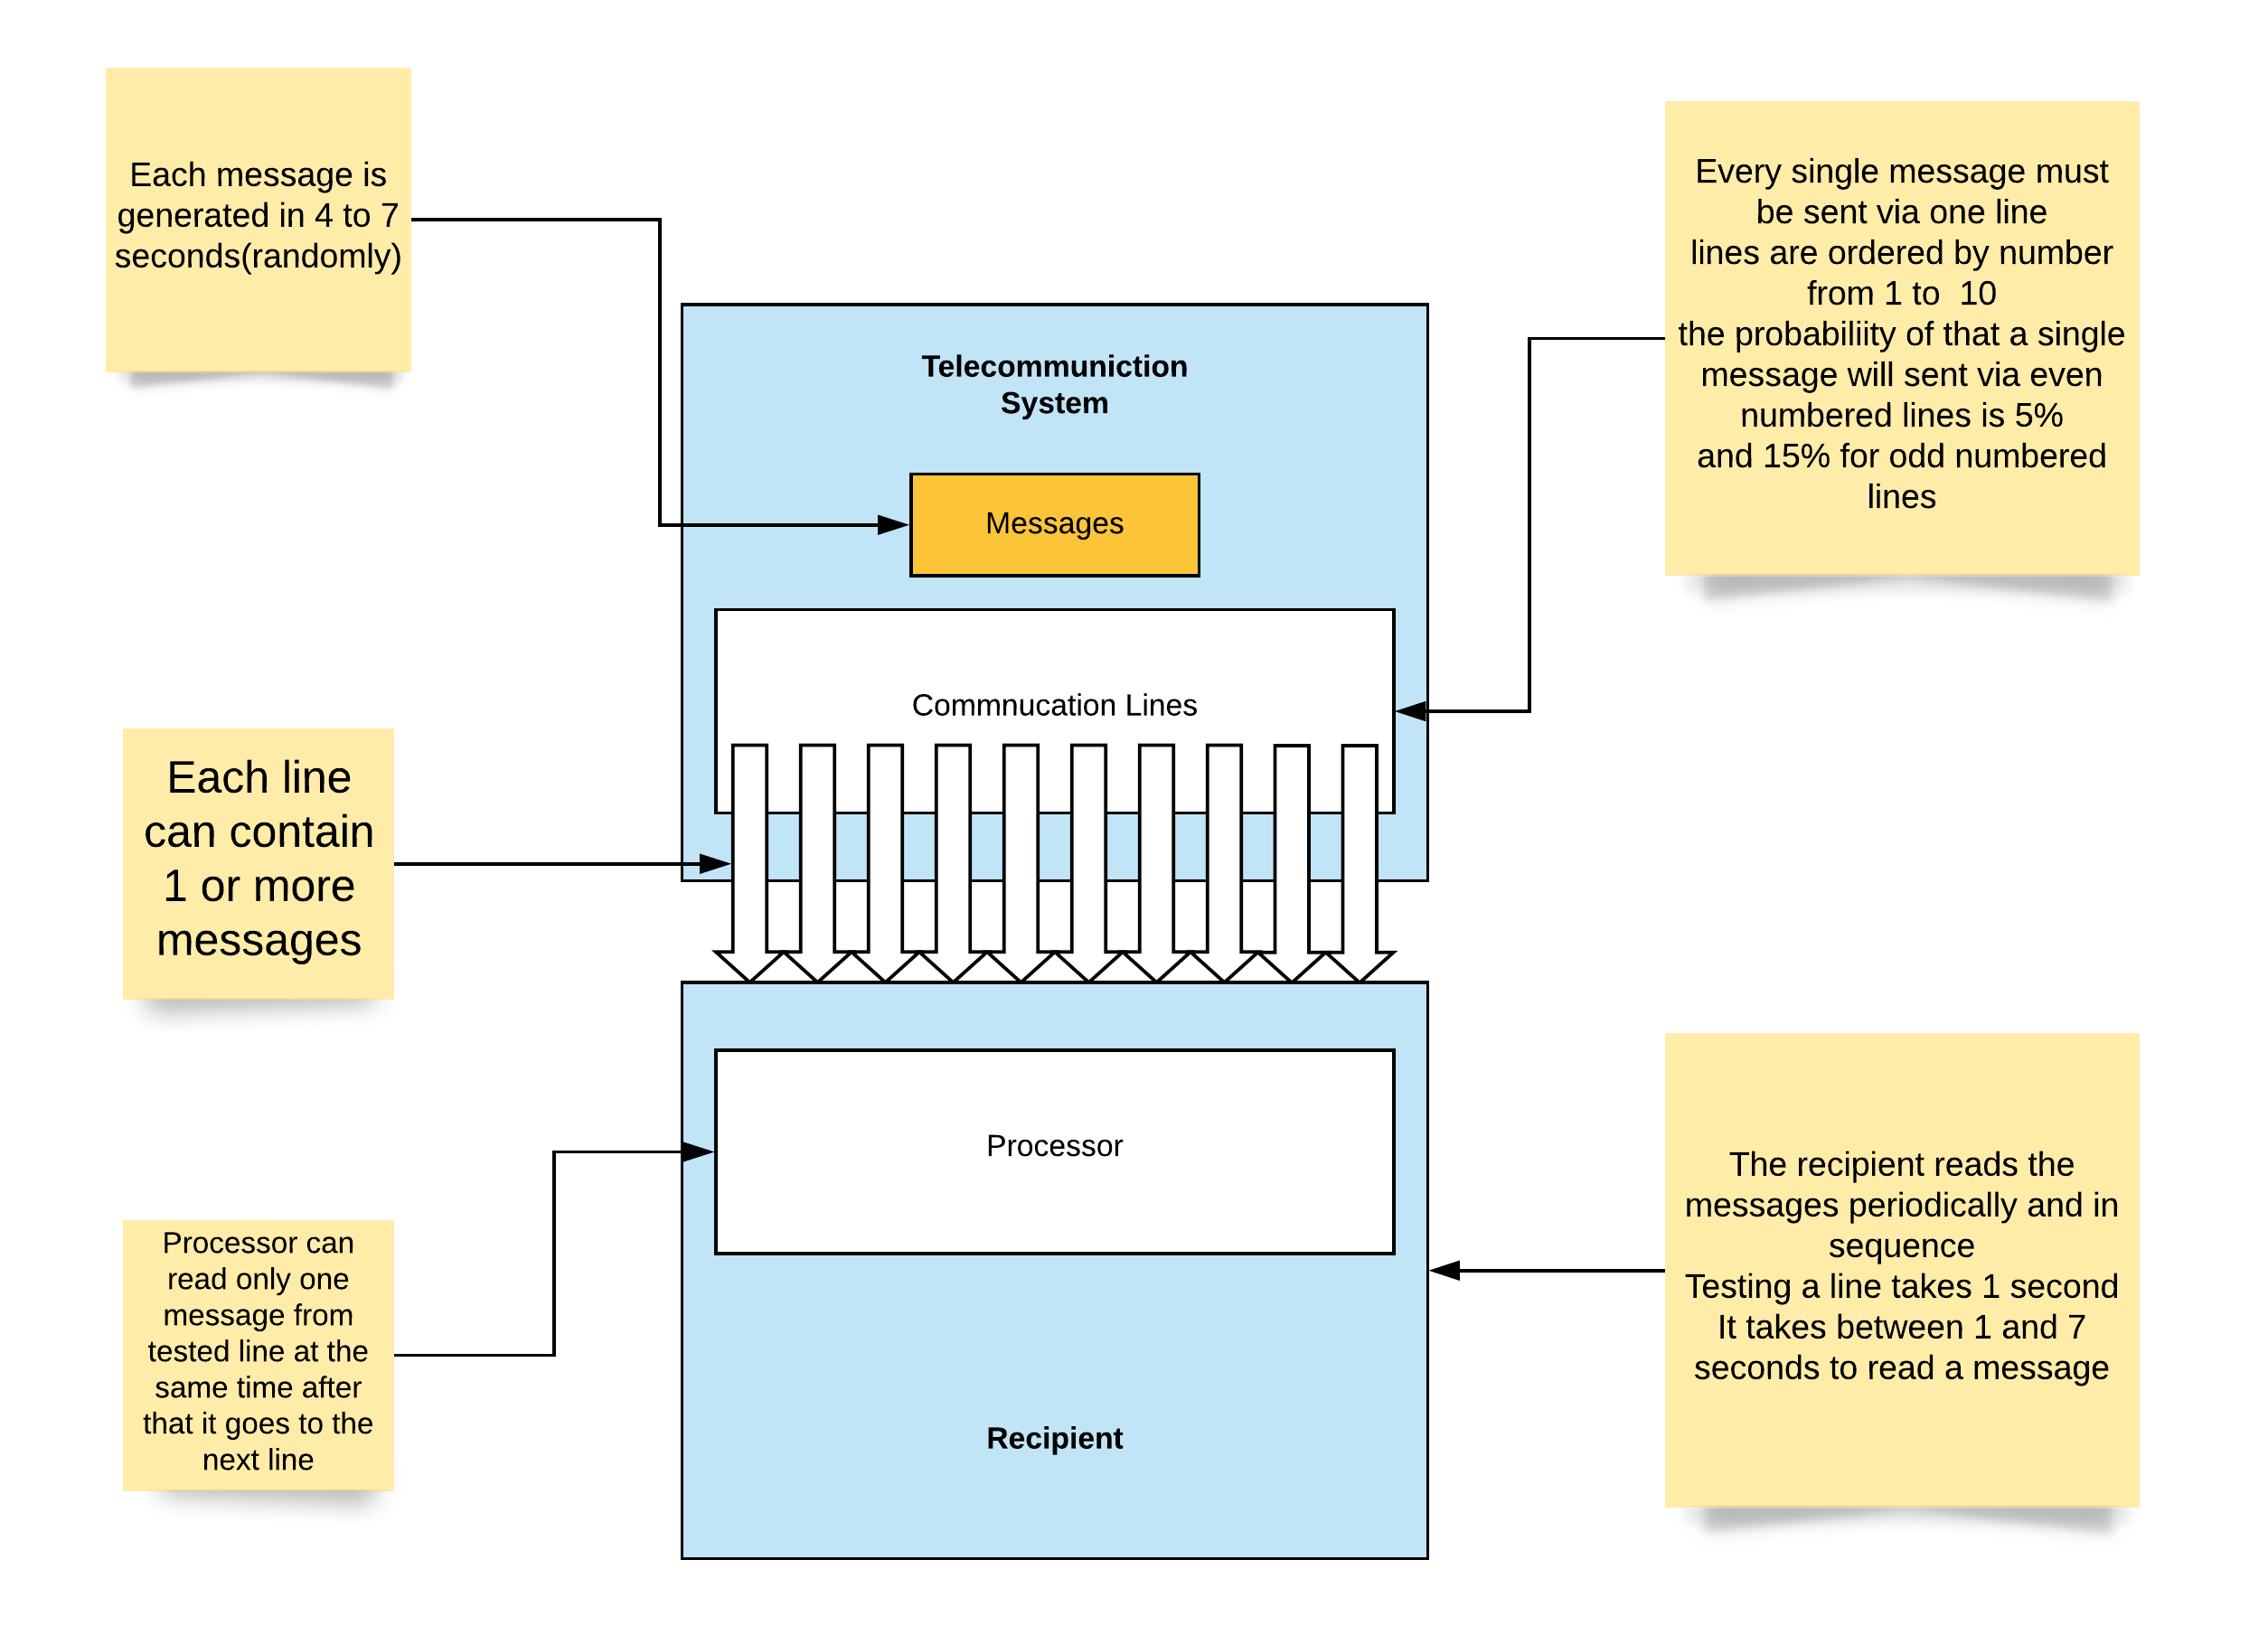 Each message is
generated in 4 to 7
seconds(randomly)
Every single message must
be sent via one line
lines are ordered by number
from 1 to  10
the probabiliity of that a single
message will sent via even
numbered lines is 5%
and 15% for odd numbered
lines
Telecommuniction
System
Messages
Commnucation Lines
Each line
can contain
1 or more
messages
Processor
Processor can
read only one
message from
tested line at the
same time after
that it goes to the
next line
The recipient reads the
messages periodically and in
sequence
Testing a line takes 1 second
It takes between 1 and 7
seconds to read a message
Recipient